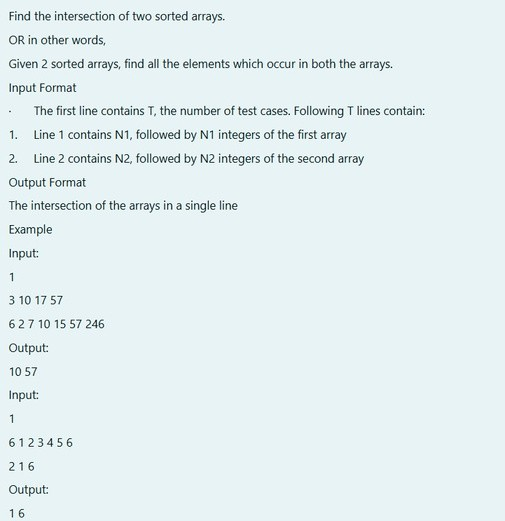 Find the intersection of two sorted arrays.
OR in other words,
Given 2 sorted arrays, find all the elements which occur in both the arrays.
Input Format
· The first line contains T, the number of test cases. Following T lines contain:
1. Line 1 contains N1, followed by N1 integers of the first array
2. Line 2 contains N2, followed by N2 integers of the second array
Output Format
The intersection of the arrays in a single line
Example
Input:
1
3 10 17 57
6 2 7 10 15 57 246
Output:
10 57
Input:
1
6 1 2 3 4 5 6
2 1 6
Output:
1 6